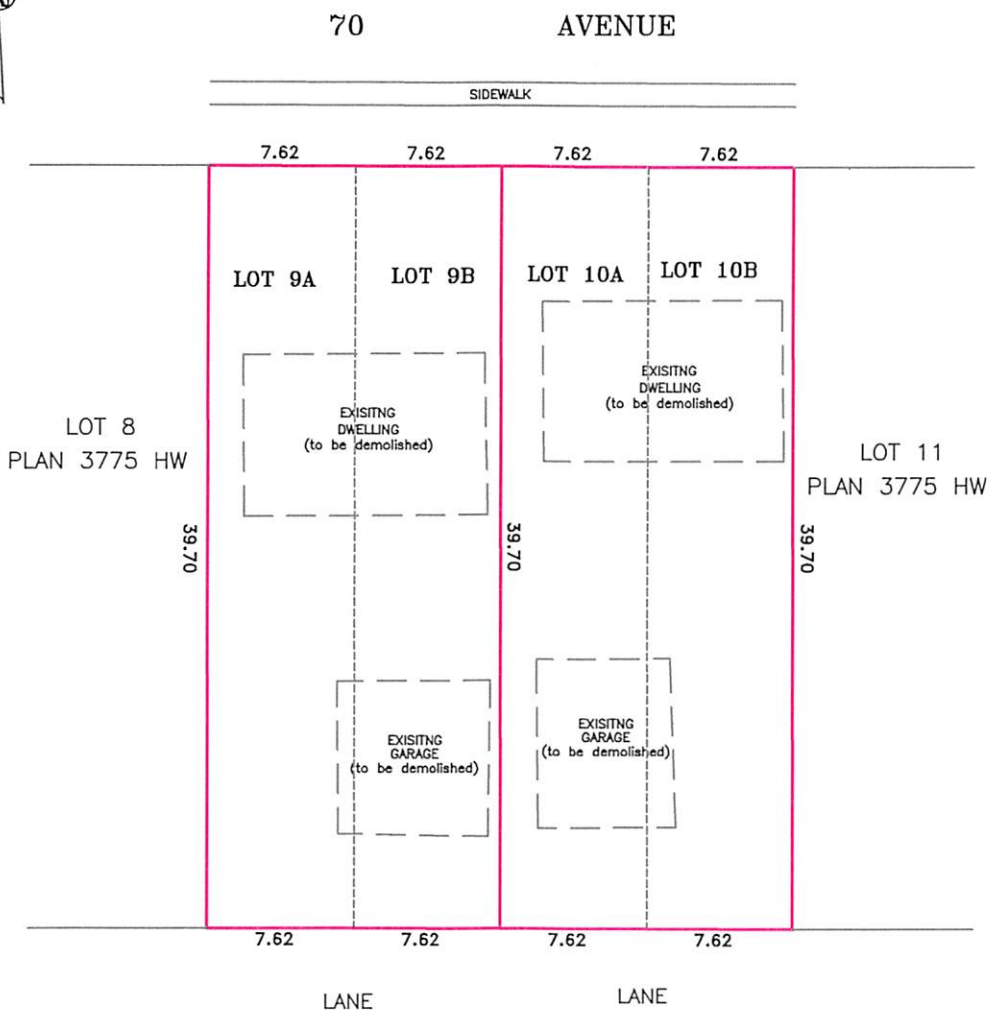 70 AVENUE
SIDEWALK
7.62 7.62 7.62 7.62
LOT 9A LOT 9B LOT 10A LOT 10B
EXISITNG
DWELLING
(to be demolished)
EXISITNG
DWELLING
(to be demolished)
LOT 8
PLAN 3775 HW
LOT 11
PLAN 3775 HW
39.70 39.70 39.70
EXISITNG
GARAGE
(to be demolished)
EXISITNG
GARAGE
(to be demolished)
7.62 7.62 7.62 7.62
LANE LANE